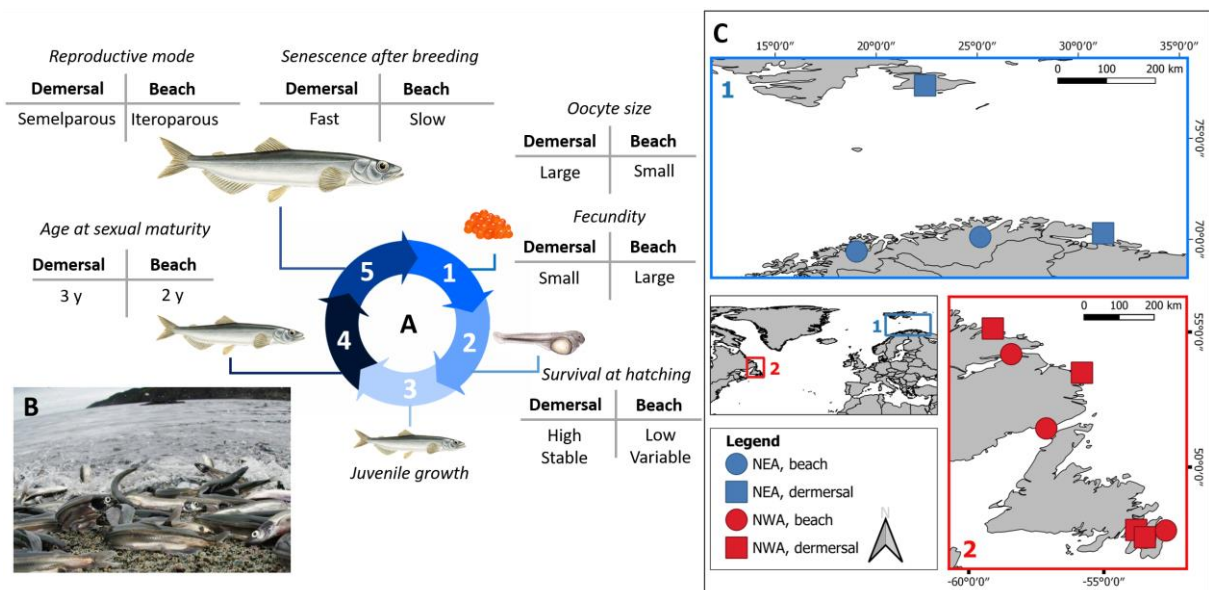 Reproductive mode
Demersal Beach
Semelparous Iteroparous
Senescence after breeding
Demersal Beach
Fast Slow
Oocyte size
Demersal Beach
Large Small
Fecundity
Demersal Beach
Small Large
Age at sexual maturity
Demersal Beach
3 y 2 y
5 1
A
4 2
3
Survival at hatching
Demersal Beach
High Low
Stable Variable
Juvenile growth
B
C
15°0'0" 20°0'0" 25°0'0" 30°0'0" 35°0'0"
0 100 200 km
1
75°0'0"
70°0'0"
1
2
0 100 200 km
55°0'0"
50°0'0"
2
-60°0'0" -55°0'0"
Legend
NEA, beach
NEA, dermersal
NWA, beach
NWA, dermersal
N